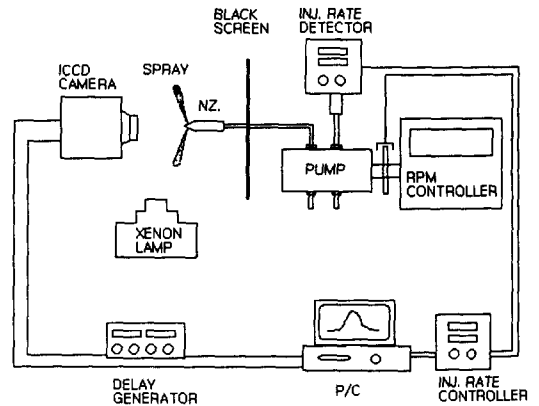 BLACK
SCREEN
INJ. RATE
DETECTOR
ICCD
CAMERA
SPRAY
NZ.
PUMP
RPM
CONTROLLER
XENON
LAMP
DELAY
GENERATOR
P/C
INJ. RATE
CONTROLLER